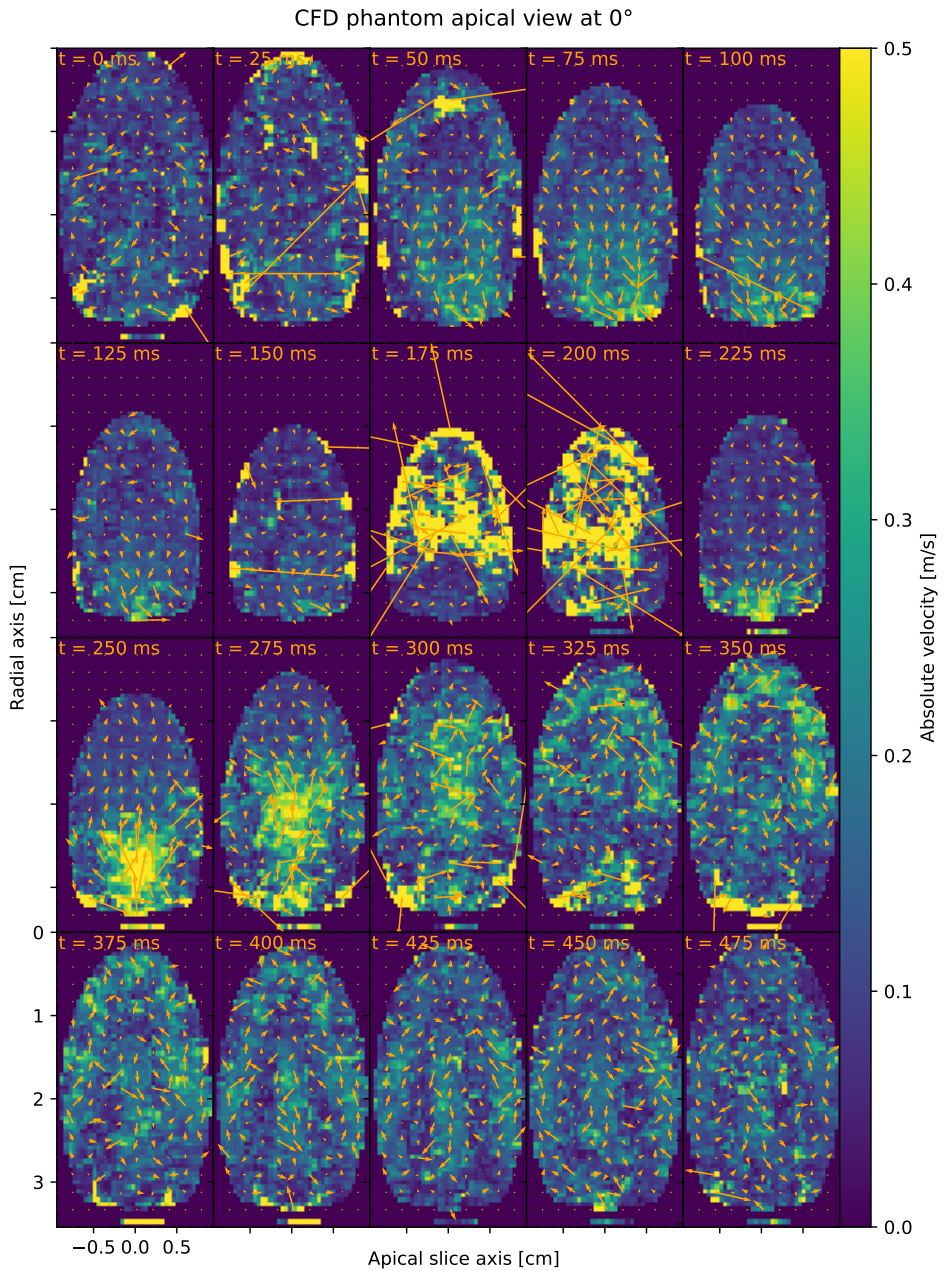 CFD phantom apical view at 0°
t = 0 ms
t = 25 ms
t = 50 ms
t = 75 ms
t = 100 ms
t = 125 ms
t = 150 ms
t = 175 ms
t = 200 ms
t = 225 ms
t = 250 ms
t = 275 ms
t = 300 ms
t = 325 ms
t = 350 ms
t = 375 ms
t = 400 ms
t = 425 ms
t = 450 ms
t = 475 ms
Radial axis [cm]
0
1
2
3
−0.5 0.0 0.5
Apical slice axis [cm]
0.5
0.4
0.3
0.2
0.1
0.0
Absolute velocity [m/s]